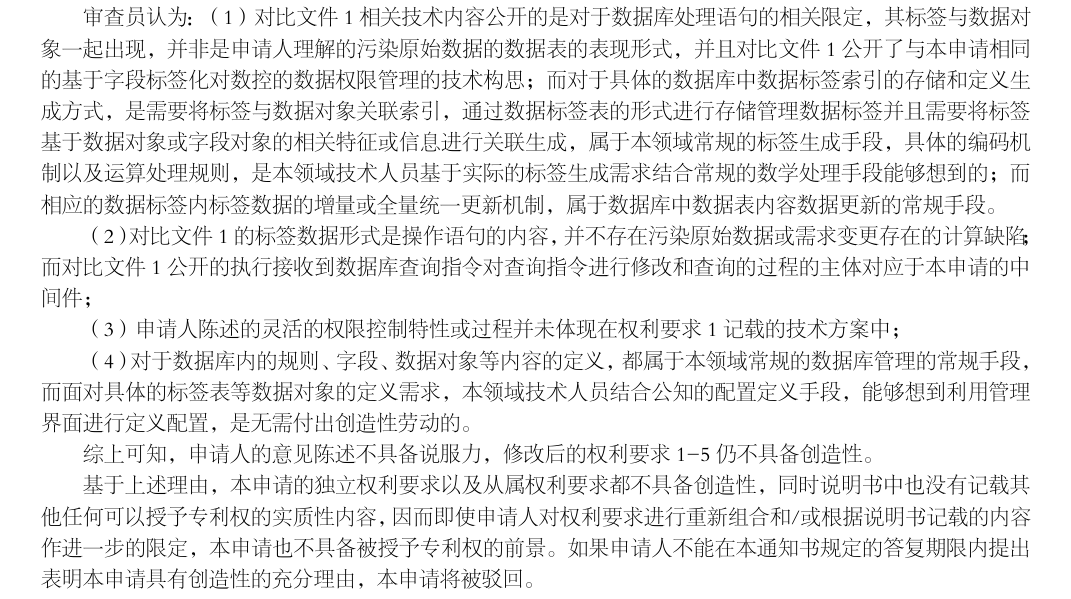 审查员认为:(1)对比文件 1 相关技术内容公开的是对于数据库处理语句的相关限定,其标签与数据对
象一起出现,并非是申请人理解的污染原始数据的数据表的表现形式,并且对比文件 1 公开了与本申请相同
的基于字段标签化对数控的数据权限管理的技术构思;而对于具体的数据库中数据标签索引的存储和定义生
成方式,是需要将标签与数据对象关联索引,通过数据标签表的形式进行存储管理数据标签并且需要将标签
基于数据对象或字段对象的相关特征或信息进行关联生成,属于本领域常规的标签生成手段,具体的编码机
制以及运算处理规则,是本领域技术人员基于实际的标签生成需求结合常规的数学处理手段能够想到的;而
相应的数据标签内标签数据的增量或全量统一更新机制,属于数据库中数据表内容数据更新的常规手段。
(2)对比文件 1 的标签数据形式是操作语句的内容,并不存在污染原始数据或需求变更存在的计算缺陷;
而对比文件 1 公开的执行接收到数据库查询指令对查询指令进行修改和查询的过程的主体对应于本申请的中
间件;
(3)申请人陈述的灵活的权限控制特性或过程并未体现在权利要求 1 记载的技术方案中;
(4)对于数据库内的规则、字段、数据对象等内容的定义,都属于本领域常规的数据库管理的常规手段,
而面对具体的标签表等数据对象的定义需求,本领域技术人员结合公知的配置定义手段,能够想到利用管理
界面进行定义配置,是无需付出创造性劳动的。
综上可知,申请人的意见陈述不具备说服力,修改后的权利要求 1-5 仍不具备创造性。
基于上述理由,本申请的独立权利要求以及从属权利要求都不具备创造性,同时说明书中也没有记载其
他任何可以授予专利权的实质性内容,因而即使申请人对权利要求进行重新组合和/或根据说明书记载的内容
作进一步的限定,本申请也不具备被授予专利权的前景。如果申请人不能在本通知书规定的答复期限内提出
表明本申请具有创造性的充分理由,本申请将被驳回。